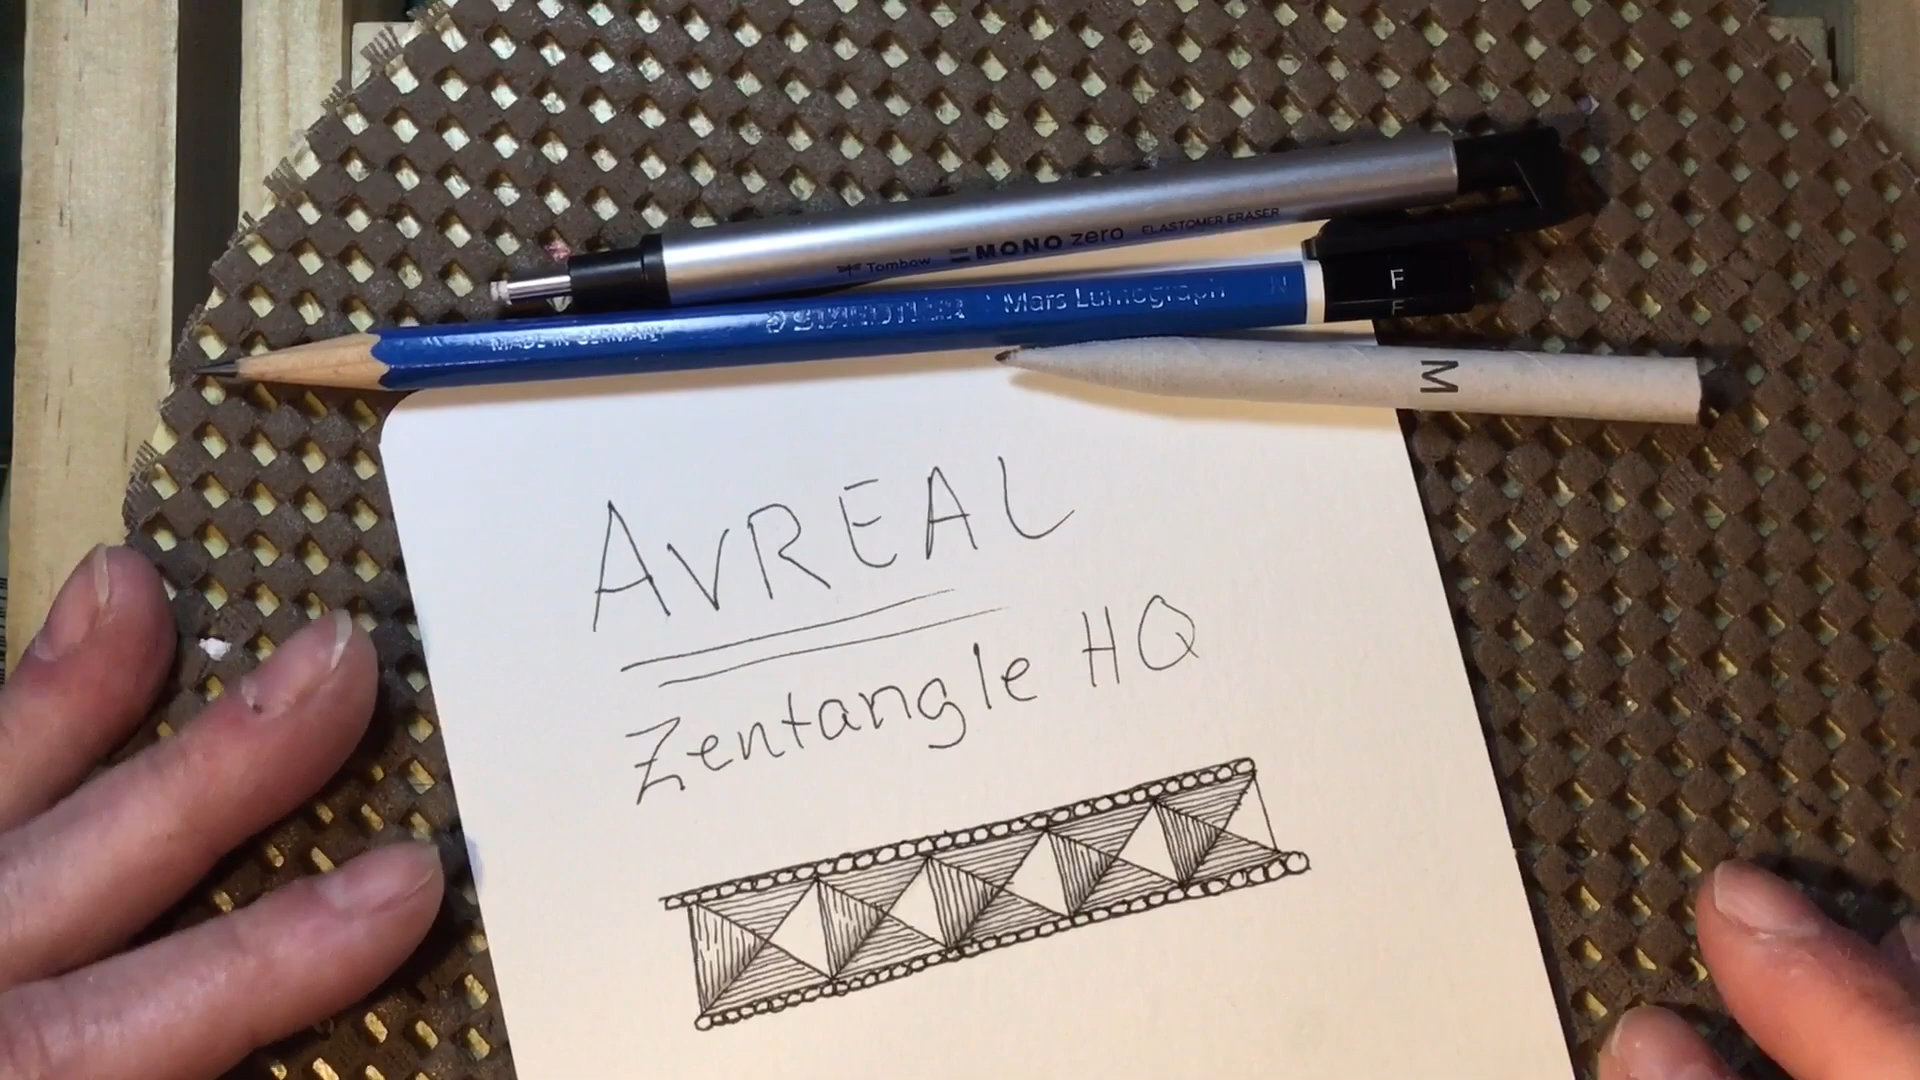 Tombow MONO zero ELASTOMER ERASER
MADE IN GERMANY STAEDTLER Mars Lumograph
F
F
M
AVREAL
Zentangle HQ